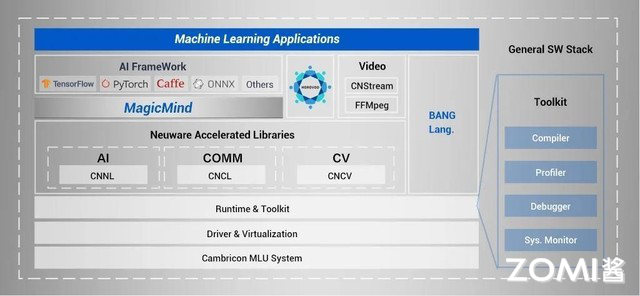 Machine Learning Applications
AI FrameWork
TensorFlow
PyTorch
Caffe
ONNX
Others
MagicMind
HOROVOD
Video
CNStream
FFMpeg
BANG
Lang.
Neuware Accelerated Libraries
AI
CNNL
COMM
CNCL
CV
CNCV
Runtime & Toolkit
Driver & Virtualization
Cambricon MLU System
General SW Stack
Toolkit
Compiler
Profiler
Debugger
Sys. Monitor
ZOMI酱